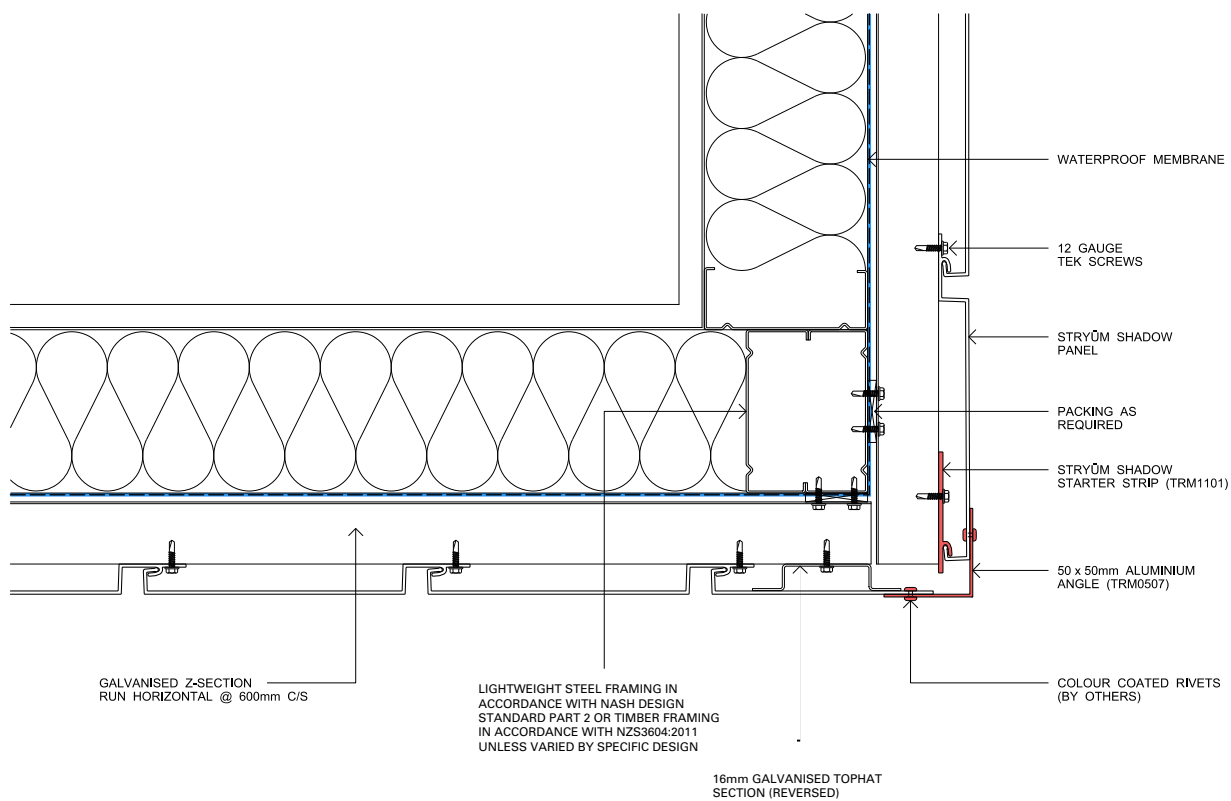 WATERPROOF MEMBRANE
12 GAUGE
TEK SCREWS
STRYŪM SHADOW
PANEL
PACKING AS
REQUIRED
STRYŪM SHADOW
STARTER STRIP (TRM1101)
50 x 50mm ALUMINIUM
ANGLE (TRM0507)
COLOUR COATED RIVETS
(BY OTHERS)
GALVANISED Z-SECTION
RUN HORIZONTAL @ 600mm C/S
LIGHTWEIGHT STEEL FRAMING IN
ACCORDANCE WITH NASH DESIGN
STANDARD PART 2 OR TIMBER FRAMING
IN ACCORDANCE WITH NZS3604:2011
UNLESS VARIED BY SPECIFIC DESIGN
16mm GALVANISED TOPHAT
SECTION (REVERSED)